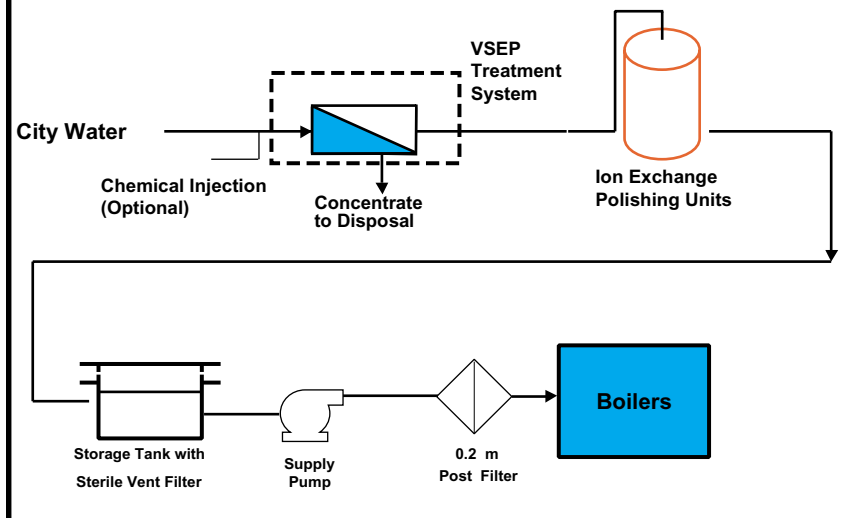 VSEP
Treatment
System
City Water
Chemical Injection
(Optional)
Concentrate
to Disposal
Ion Exchange
Polishing Units
Storage Tank with
Sterile Vent Filter
Supply
Pump
0.2 m
Post Filter
Boilers